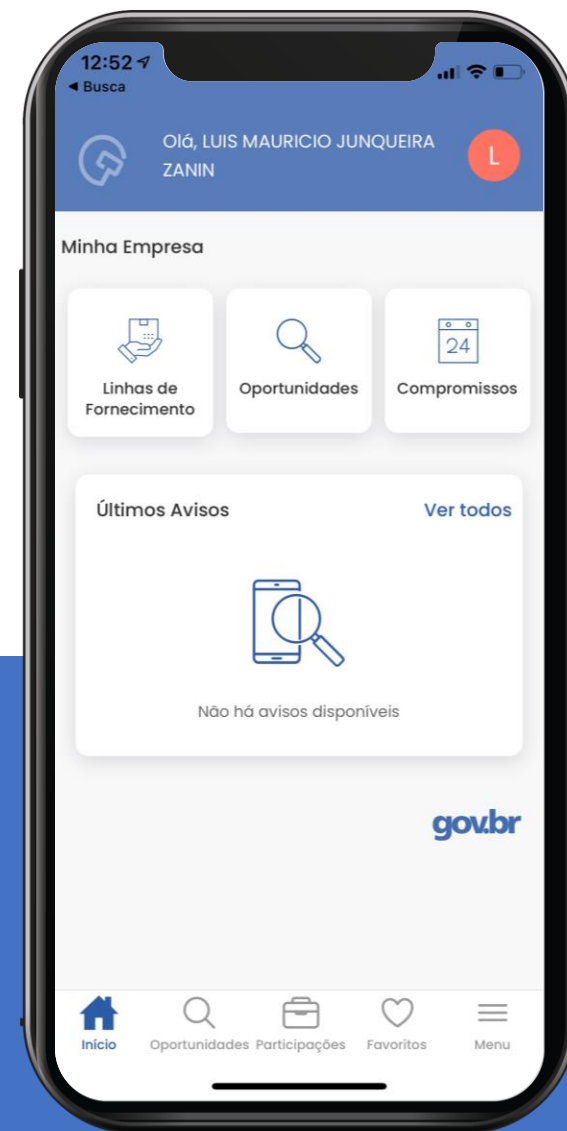 12:52
Busca
Olá, LUIS MAURICIO JUNQUEIRA
ZANIN
L
Minha Empresa
24
Linhas de
Fornecimento
Oportunidades
Compromissos
Últimos Avisos
Ver todos
Não há avisos disponíveis
gov.br
Início
Oportunidades
Participações
Favoritos
Menu